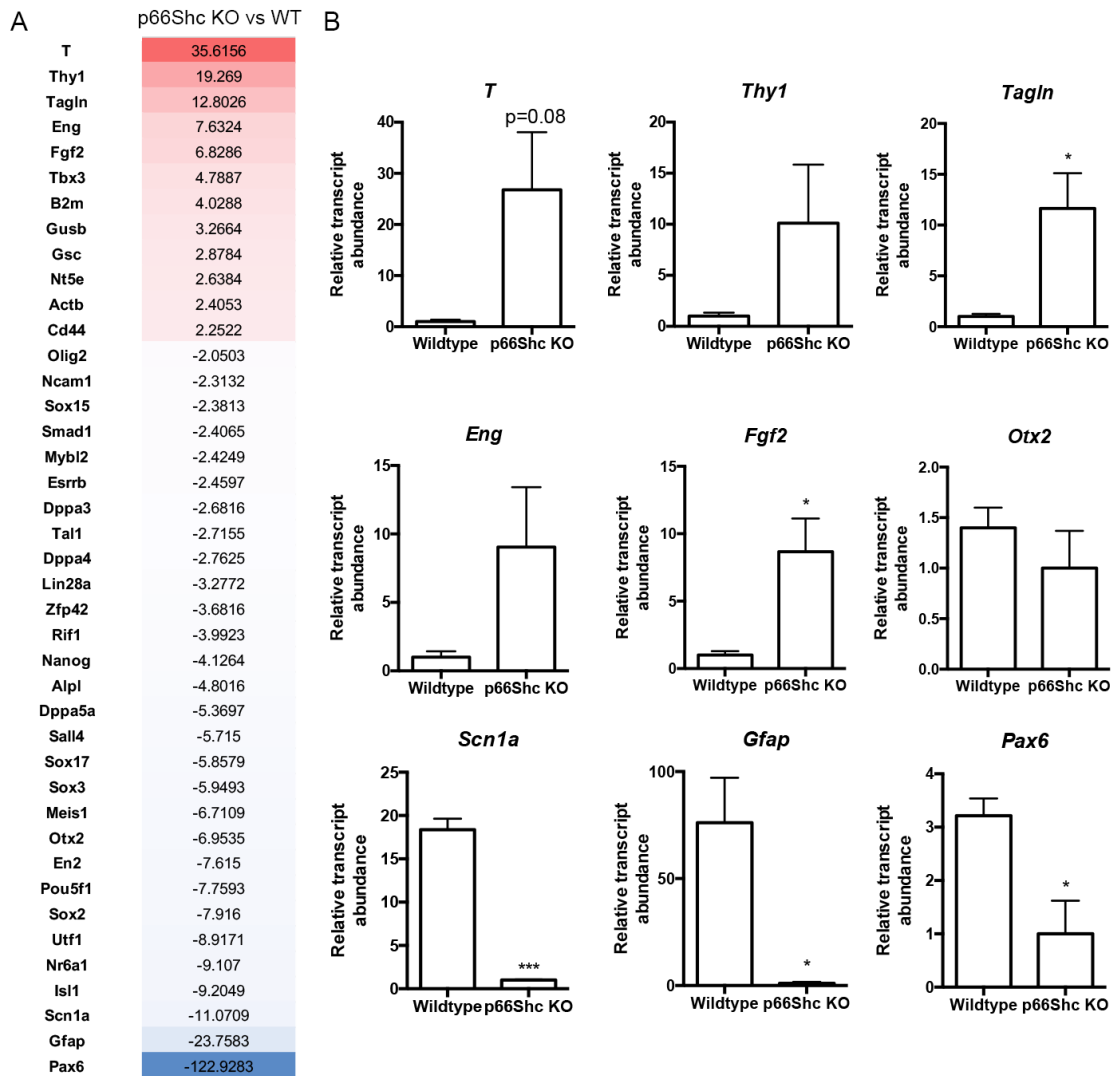 A
p66Shc KO vs WT
T 35.6156
Thy1 19.269
Tagln 12.8026
Eng 7.6324
Fgf2 6.8286
Tbx3 4.7887
B2m 4.0288
Gusb 3.2664
Gsc 2.8784
Nt5e 2.6384
Actb 2.4053
Cd44 2.2522
Olig2 -2.0503
Ncam1 -2.3132
Sox15 -2.3813
Smad1 -2.4065
Mybl2 -2.4249
Esrrb -2.4597
Dppa3 -2.6816
Tal1 -2.7155
Dppa4 -2.7625
Lin28a -3.2772
Zfp42 -3.6816
Rif1 -3.9923
Nanog -4.1264
Alpl -4.8016
Dppa5a -5.3697
Sall4 -5.715
Sox17 -5.8579
Sox3 -5.9493
Meis1 -6.7109
Otx2 -6.9535
En2 -7.615
Pou5f1 -7.7593
Sox2 -7.916
Utf1 -8.9171
Nr6a1 -9.107
Isl1 -9.2049
Scn1a -11.0709
Gfap -23.7583
Pax6 -122.9283
B
T
p=0.08
Relative transcript
abundance
40
30
20
10
0
Wildtype p66Shc KO
Thy1
Relative transcript
abundance
20
15
10
5
0
Wildtype p66Shc KO
Tagln
*
Relative transcript
abundance
20
15
10
5
0
Wildtype p66Shc KO
Eng
Relative transcript
abundance
15
10
5
0
Wildtype p66Shc KO
Fgf2
*
Relative transcript
abundance
15
10
5
0
Wildtype p66Shc KO
Otx2
Relative transcript
abundance
2.0
1.5
1.0
0.5
0.0
Wildtype p66Shc KO
Scn1a
Relative transcript
abundance
25
20
15
10
5
0
***
Wildtype p66Shc KO
Gfap
Relative transcript
abundance
100
50
0
*
Wildtype p66Shc KO
Pax6
Relative transcript
abundance
4
3
2
1
0
*
Wildtype p66Shc KO